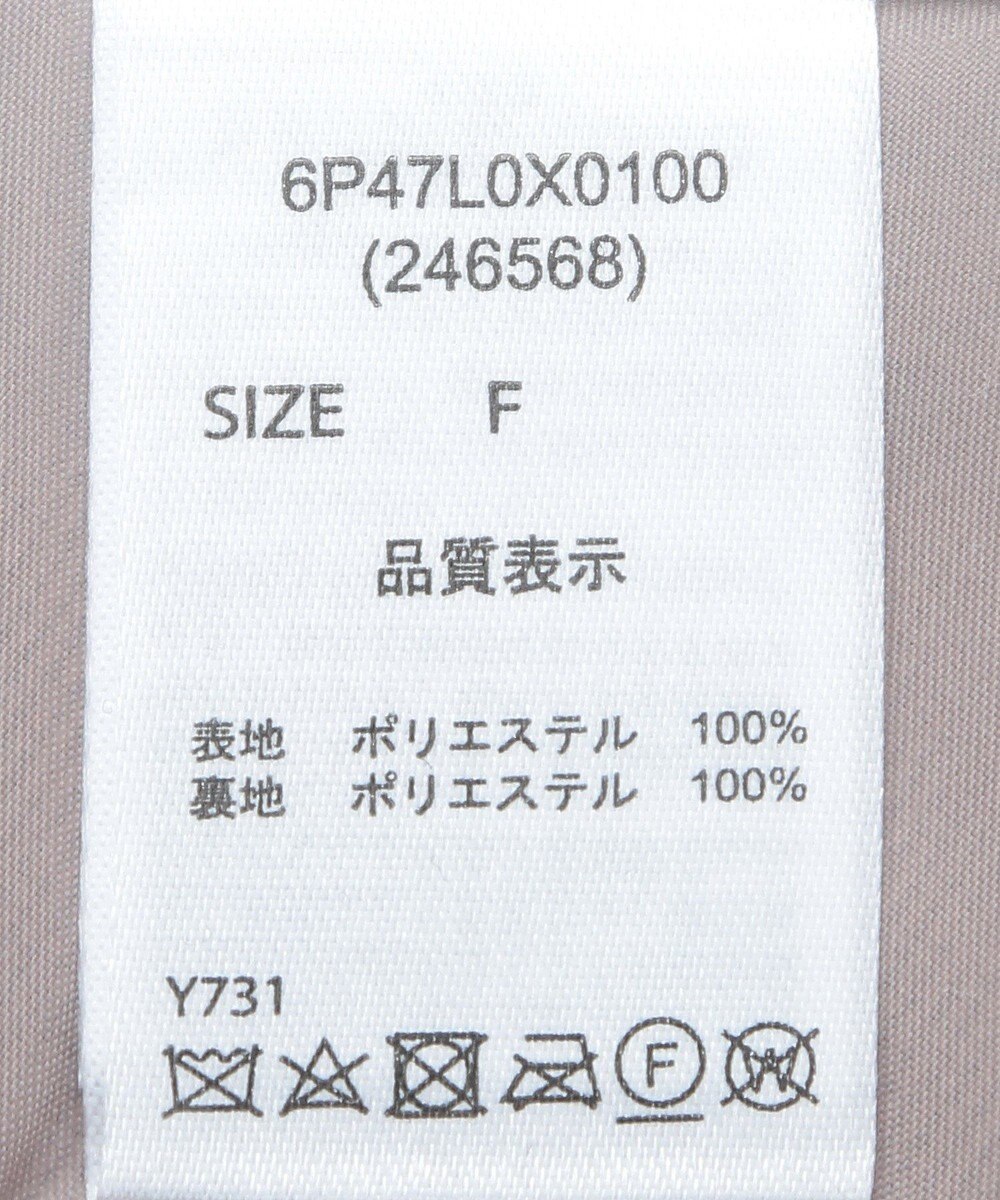 6P47L0X0100
(246568)
SIZE F
品質表示
表地 ポリエステル 100%
裏地 ポリエステル 100%
Y731
F W